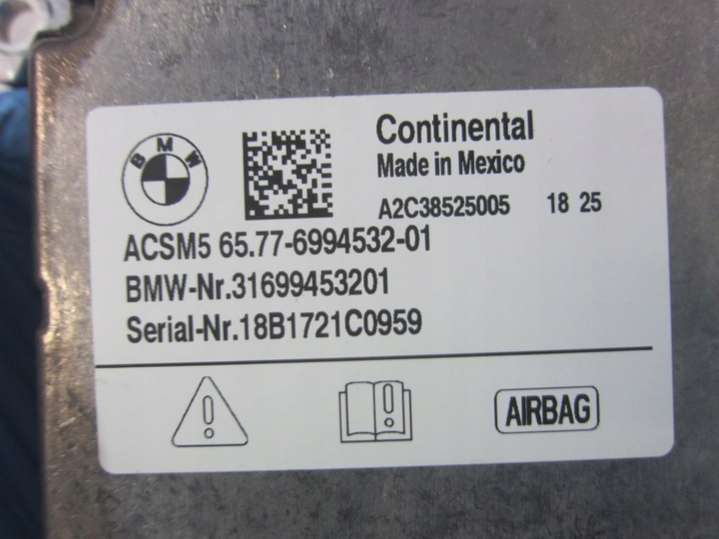 BMW
Continental
Made in Mexico
A2C38525005 18 25
ACSM5 65.77-6994532-01
BMW-Nr.31699453201
Serial-Nr.18B1721C0959
AIRBAG